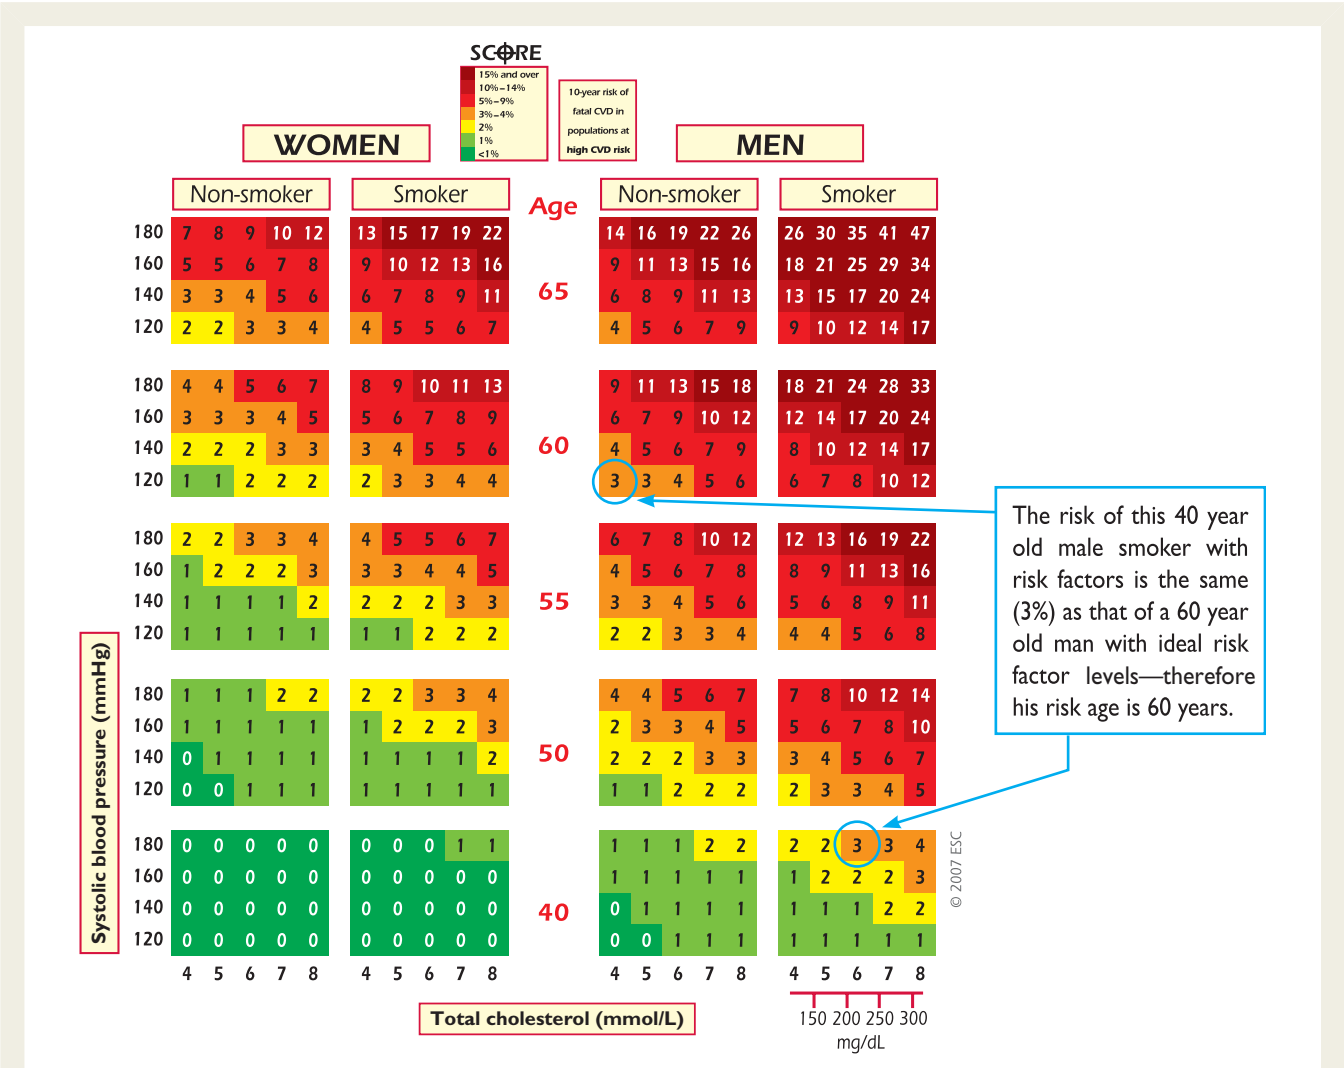 SCORE
15% and over
10%–14%
5%–9%
3%–4%
2%
1%
<1%
10-year risk of
fatal CVD in
populations at
high CVD risk
WOMEN
MEN
Non-smoker Smoker Age Non-smoker Smoker
180 7 8 9 10 12 13 15 17 19 22 14 16 19 22 26 26 30 35 41 47
160 5 5 6 7 8 9 10 12 13 16 9 11 13 15 16 18 21 25 29 34
65
140 3 3 4 5 6 6 7 8 9 11 6 8 9 11 13 13 15 17 20 24
120 2 2 3 3 4 4 5 5 6 7 4 5 6 7 9 9 10 12 14 17
180 4 4 5 6 7 8 9 10 11 13 9 11 13 15 18 18 21 24 28 33
160 3 3 3 4 5 5 6 7 8 9 6 7 9 10 12 12 14 17 20 24
60
140 2 2 2 3 3 3 4 5 5 6 4 5 6 7 9 8 10 12 14 17
120 1 1 2 2 2 2 3 3 4 4 3 3 4 5 6 6 7 8 10 12
180 2 2 3 3 4 4 5 5 6 7 6 7 8 10 12 12 13 16 19 22
160 1 2 2 2 3 3 3 4 4 5 4 5 6 7 8 8 9 11 13 16
55
140 1 1 1 1 2 2 2 2 3 3 3 3 4 5 6 5 6 8 9 11
120 1 1 1 1 1 1 1 2 2 2 2 2 3 3 4 4 4 5 6 8
180 1 1 1 2 2 2 2 3 3 4 4 4 5 6 7 7 8 10 12 14
160 1 1 1 1 1 1 2 2 2 3 2 3 3 4 5 5 6 7 8 10
50
140 0 1 1 1 1 1 1 1 1 2 2 2 2 3 3 3 4 5 6 7
120 0 0 1 1 1 1 1 1 1 1 1 1 2 2 2 2 3 3 4 5
180 0 0 0 0 0 0 0 0 1 1 1 1 1 2 2 2 2 3 3 4
160 0 0 0 0 0 0 0 0 0 0 1 1 1 1 1 1 2 2 2 3
40
140 0 0 0 0 0 0 0 0 0 0 0 1 1 1 1 1 1 1 2 2
120 0 0 0 0 0 0 0 0 0 0 0 0 1 1 1 1 1 1 1 1
4 5 6 7 8 4 5 6 7 8 4 5 6 7 8 4 5 6 7 8
Systolic blood pressure (mmHg)
Total cholesterol (mmol/L)
150 200 250 300
mg/dL
© 2007 ESC
The risk of this 40 year
old male smoker with
risk factors is the same
(3%) as that of a 60 year
old man with ideal risk
factor levels—therefore
his risk age is 60 years.